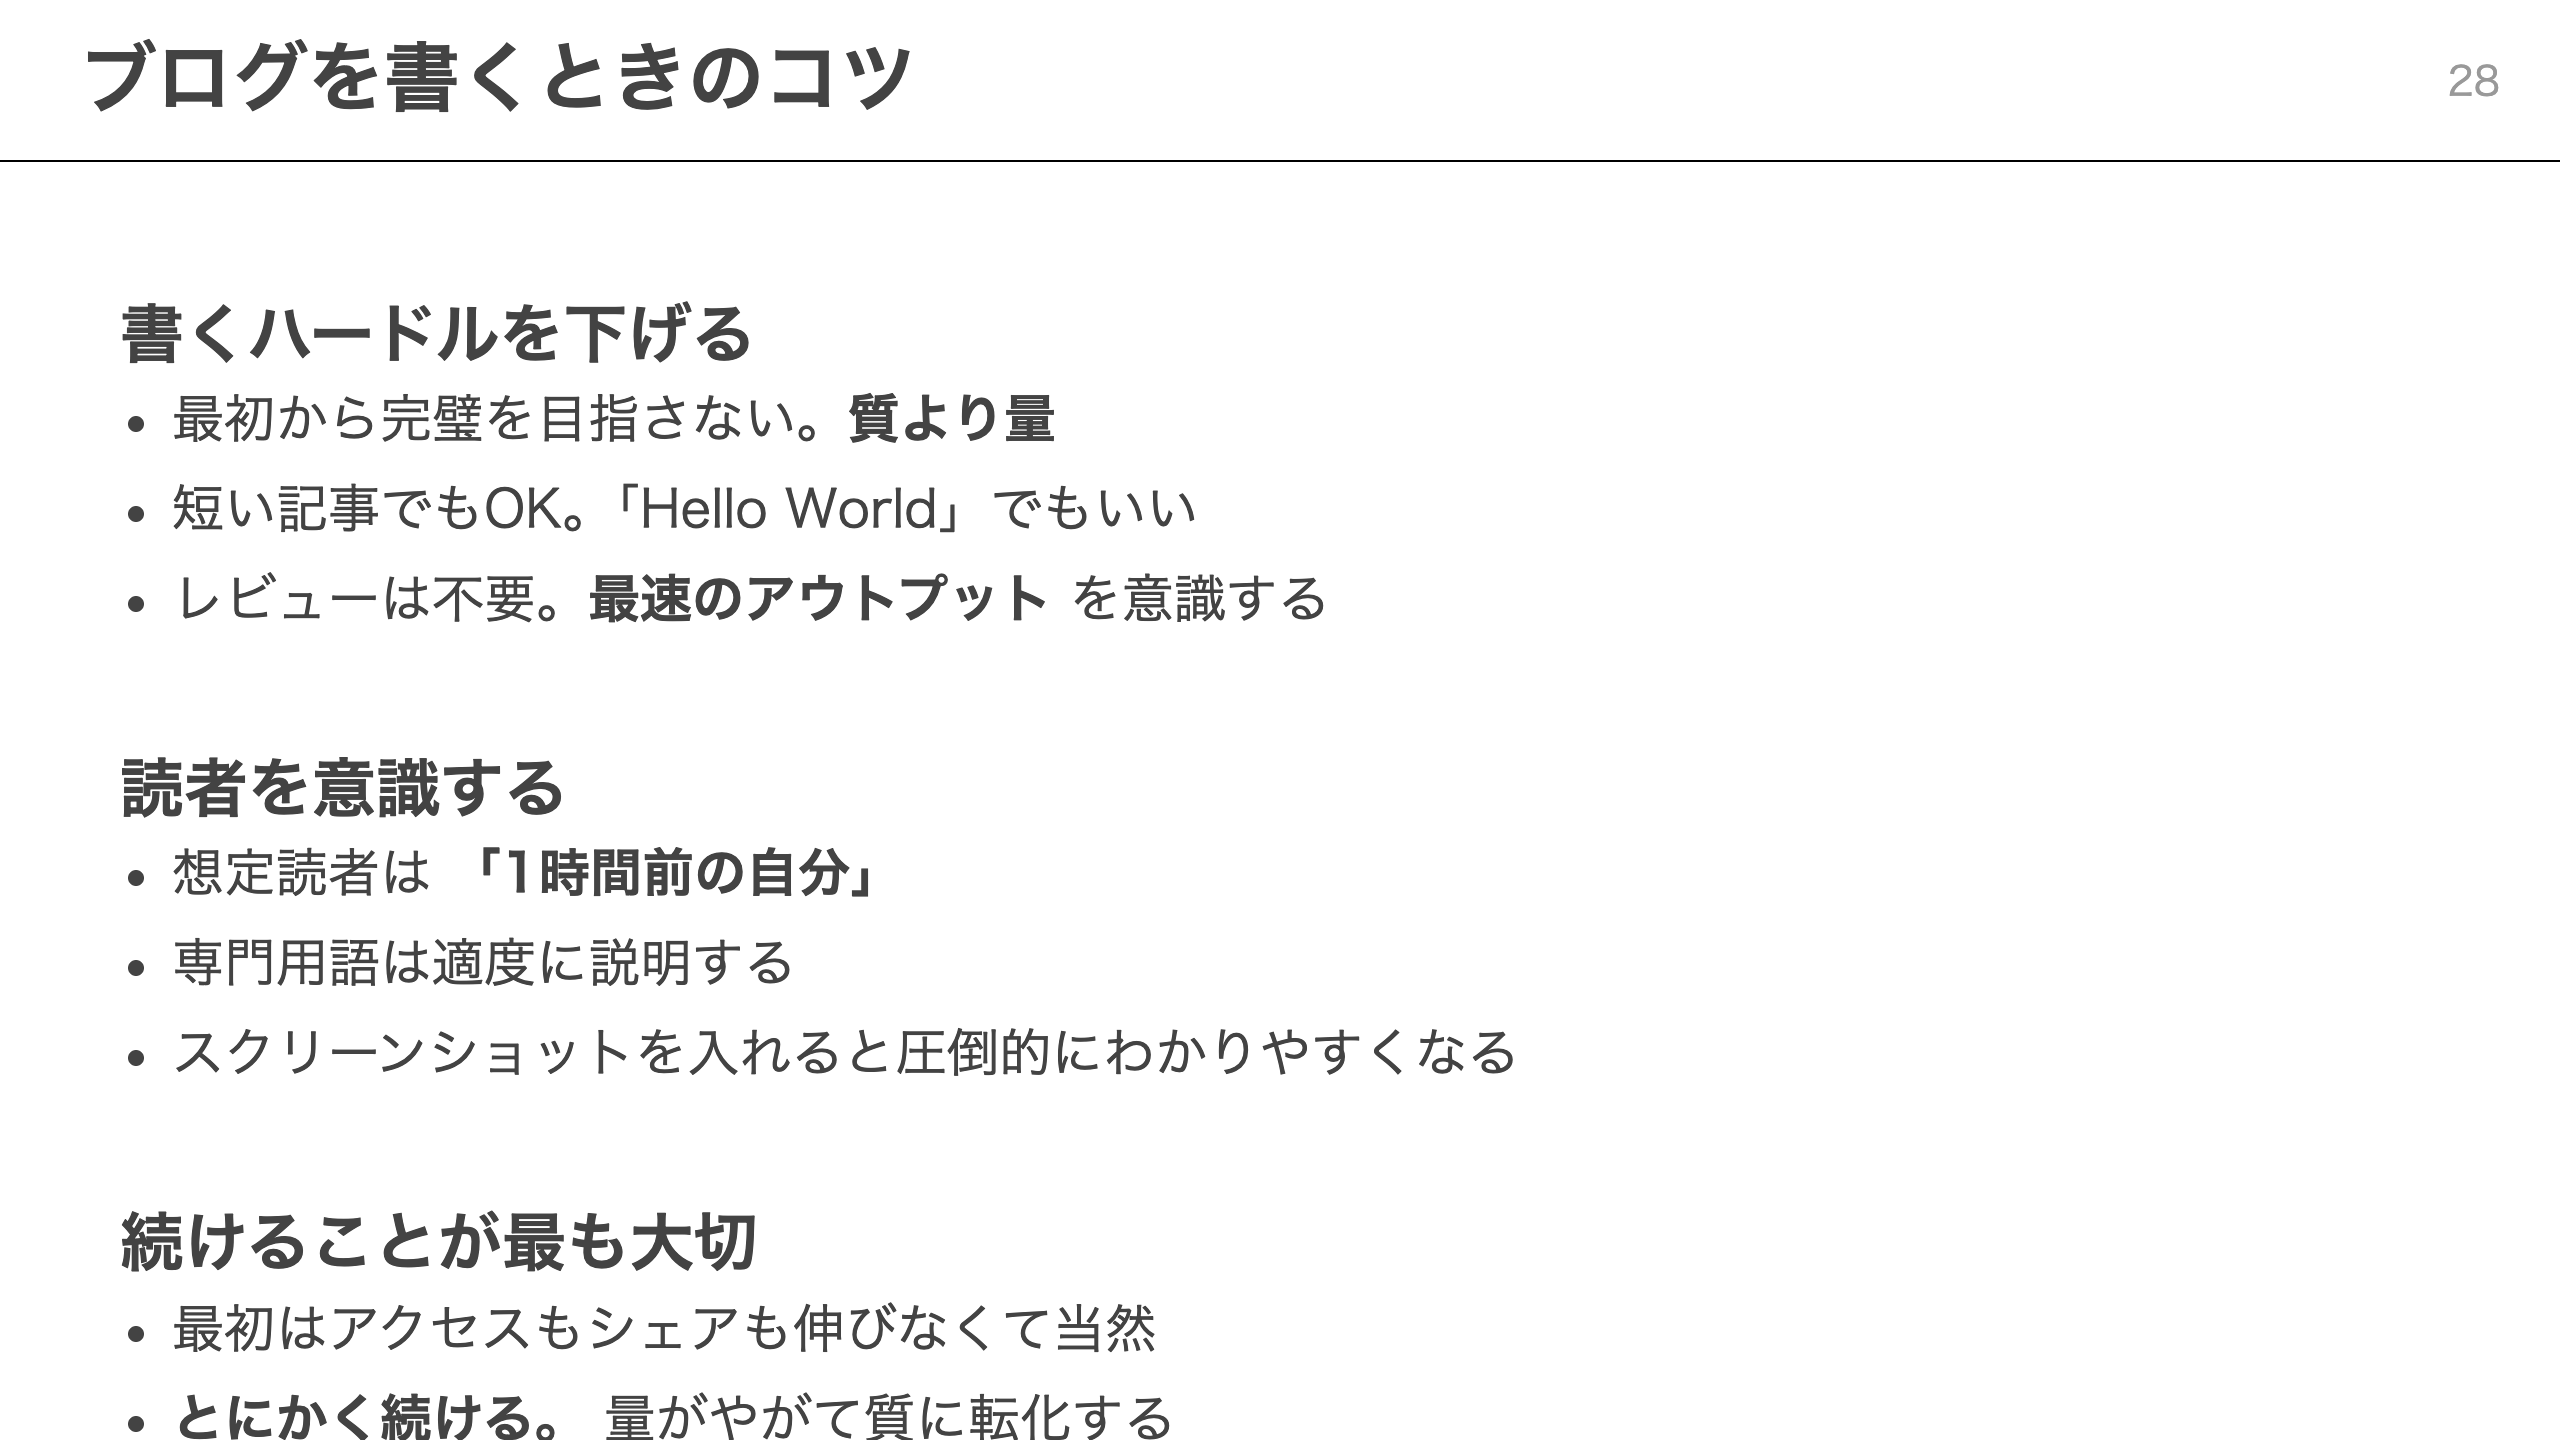 ブログを書くときのコツ
28
書くハードルを下げる
• 最初から完璧を目指さない。質より量
• 短い記事でもOK。「Hello World」でもいい
• レビューは不要。最速のアウトプット を意識する
読者を意識する
• 想定読者は 「1時間前の自分」
• 専門用語は適度に説明する
• スクリーンショットを入れると圧倒的にわかりやすくなる
続けることが最も大切
• 最初はアクセスもシェアも伸びなくて当然
• とにかく続ける。 量がやがて質に転化する